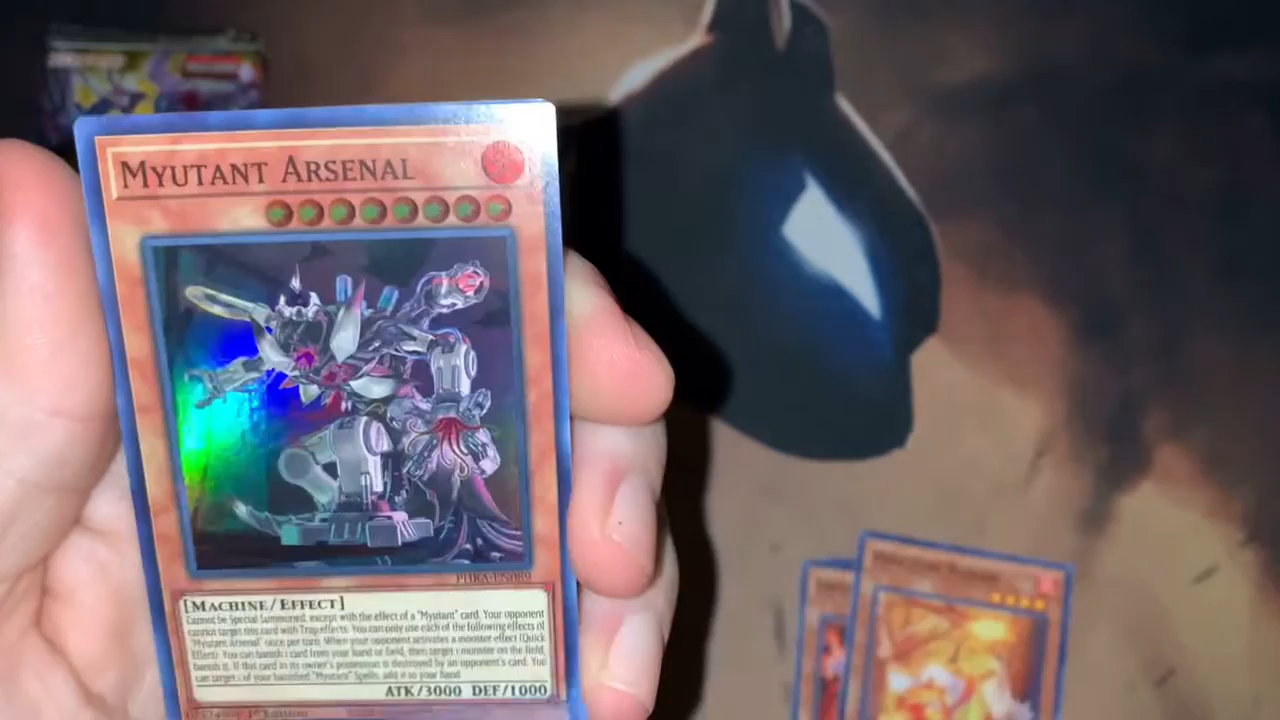 MYUTANT ARSENAL
PHRA-EN089
[MACHINE/EFFECT]
Cannot be Special Summoned, except with the effect of a "Myutant" card. Your opponent
cannot target this card with Trap effects. You can only use each of the following effects of
"Myutant Arsenal" once per turn. When your opponent activates a monster effect (Quick
Effect): You can banish 1 card from your hand or field, then target 1 monster on the field,
banish it. If this card in its owner's possession is destroyed by an opponent's card: You
can target 1 of your banished "Myutant" Spells; add it to your hand.
ATK/3000 DEF/1000
1st Edition